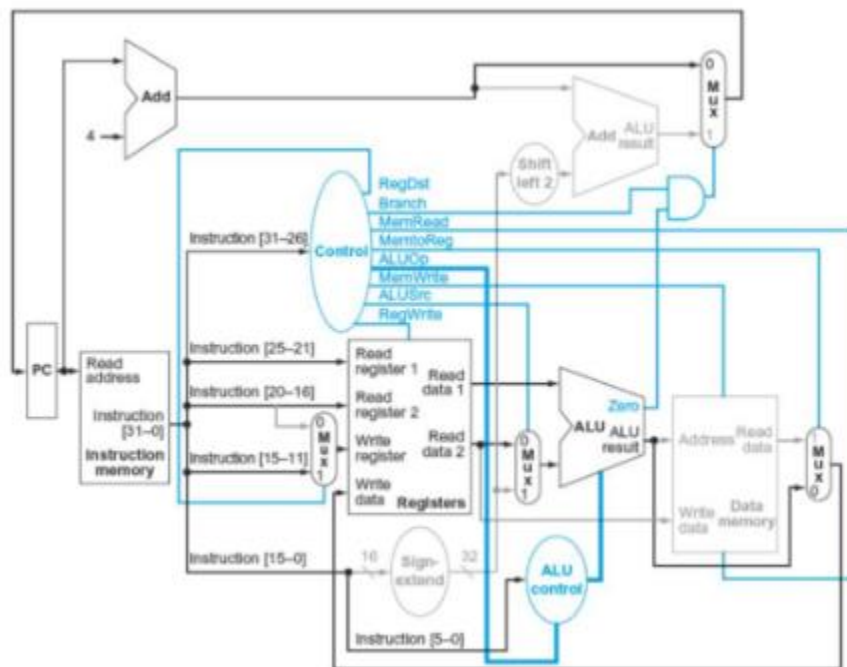 Add
4
0
M
u
x
1
Add
ALU
result
Shift
left 2
RegDst
Branch
MemRead
MemtoReg
ALUOp
MemWrite
ALUSrc
RegWrite
Control
Instruction [31–26]
Instruction [25–21]
Instruction [20–16]
Instruction [15–11]
Instruction [15–0]
Instruction [5–0]
PC
Read
address
Instruction
[31–0]
Instruction
memory
0
M
u
x
1
Read
register 1
Read
register 2
Write
register
Write
data
Read
data 1
Read
data 2
Registers
0
M
u
x
1
Zero
ALU
ALU
result
Address
Read
data
Write
data
Data
memory
1
M
u
x
0
16
Sign-
extend
32
ALU
control